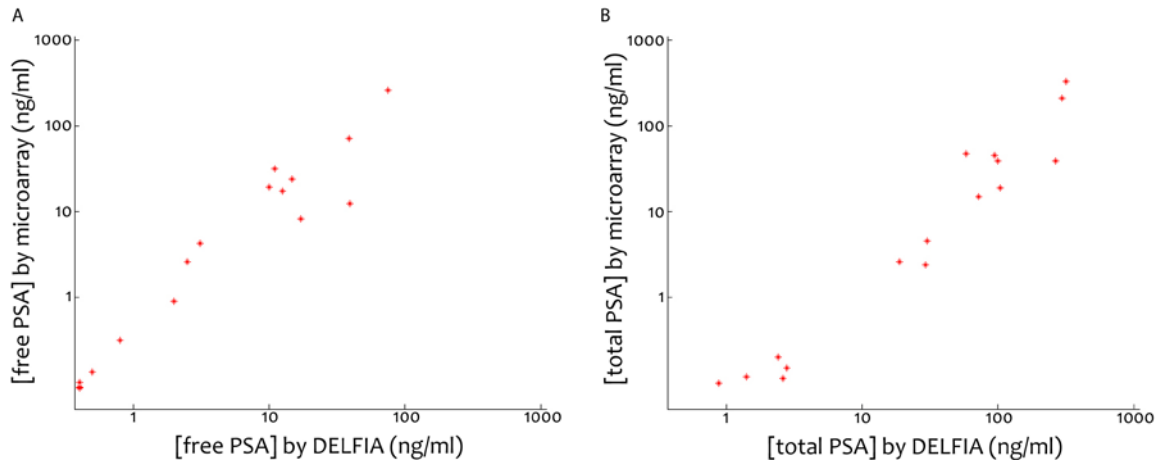 A
1000
100
10
1
[free PSA] by microarray (ng/ml)
1
10
100
1000
[free PSA] by DELFIA (ng/ml)
B
1000
100
10
1
[total PSA] by microarray (ng/ml)
1
10
100
1000
[total PSA] by DELFIA (ng/ml)